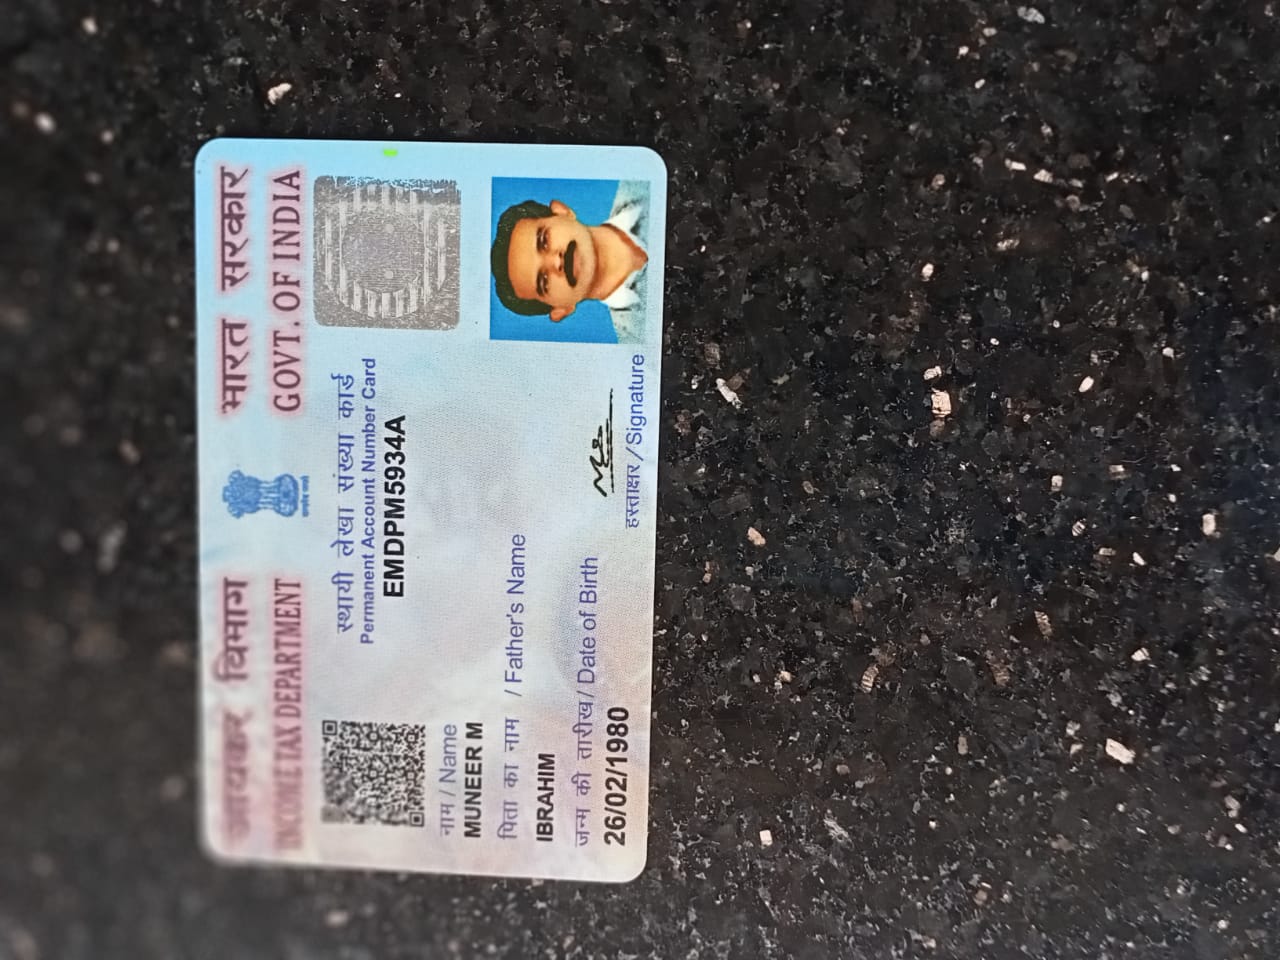 आयकर विभाग
INCOME TAX DEPARTMENT
भारत सरकार
GOVT. OF INDIA
स्थायी लेखा संख्या कार्ड
Permanent Account Number Card
EMDPM5934A
नाम / Name
MUNEER M
पिता का नाम / Father's Name
IBRAHIM
जन्म की तारीख / Date of Birth
26/02/1980
हस्ताक्षर / Signature